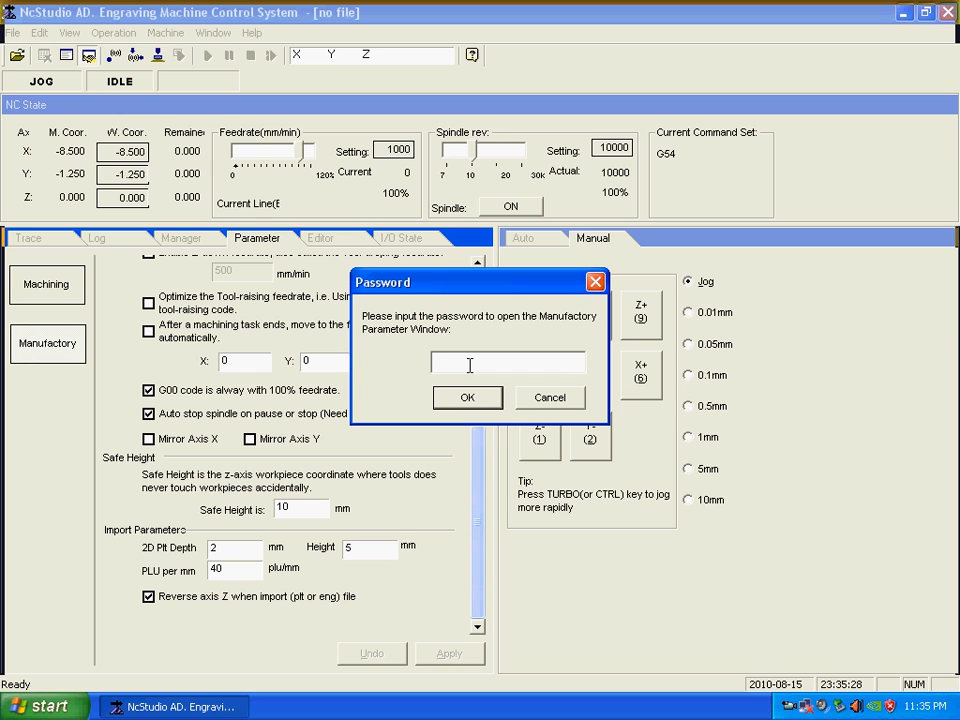 NcStudio AD. Engraving Machine Control System - [no file]
File Edit View Operation Machine Window Help
X Y Z
JOG IDLE
NC State
Ax M. Coor. W. Coor. Remaine
X: -8.500 -8.500 0.000
Y: -1.250 -1.250 0.000
Z: 0.000 0.000 0.000
Feedrate(mm/min)
Setting: 1000
0 120%
Current 0
100%
Current Line(E
Spindle rev:
Setting: 10000
7 10 20 30k
Actual: 10000
100%
Spindle: ON
Current Command Set:
G54
Trace Log Manager Parameter Editor I/O State
Auto Manual
Machining
Manufactory
500 mm/min
Optimize the Tool-raising feedrate, i.e. Usin
tool-raising code.
After a machining task ends, move to the f
automatically.
X: 0 Y: 0
G00 code is alway with 100% feedrate.
Auto stop spindle on pause or stop (Need
Mirror Axis X Mirror Axis Y
Safe Height
Safe Height is the z-axis workpiece coordinate where tools does
never touch workpieces accidentally.
Safe Height is: 10 mm
Import Parameters
2D Plt Depth 2 mm Height 5 mm
PLU per mm 40 plu/mm
Reverse axis Z when import (plt or eng) file
Undo Apply
Password
Please input the password to open the Manufactory
Parameter Window:
OK Cancel
Z+
(9)
X+
(6)
(1)
(2)
Jog
0.01mm
0.05mm
0.1mm
0.5mm
1mm
5mm
10mm
Tip:
Press TURBO(or CTRL) key to jog
more rapidly
Ready 2010-08-15 23:35:28 NUM
start NcStudio AD. Engravi... 11:35 PM